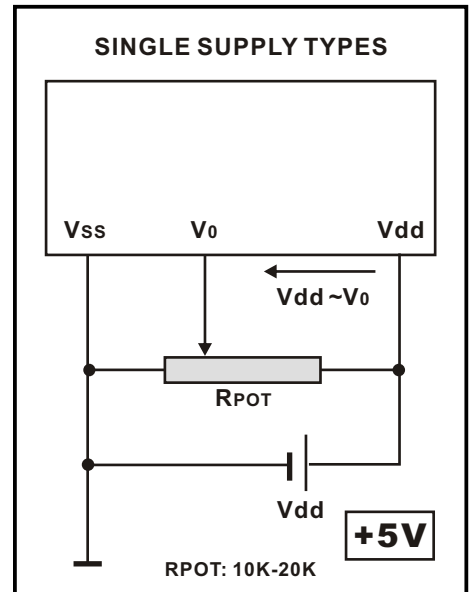 SINGLE SUPPLY TYPES
VSS V0 Vdd
Vdd ~V0
RPOT
Vdd
+5V
RPOT: 10K-20K